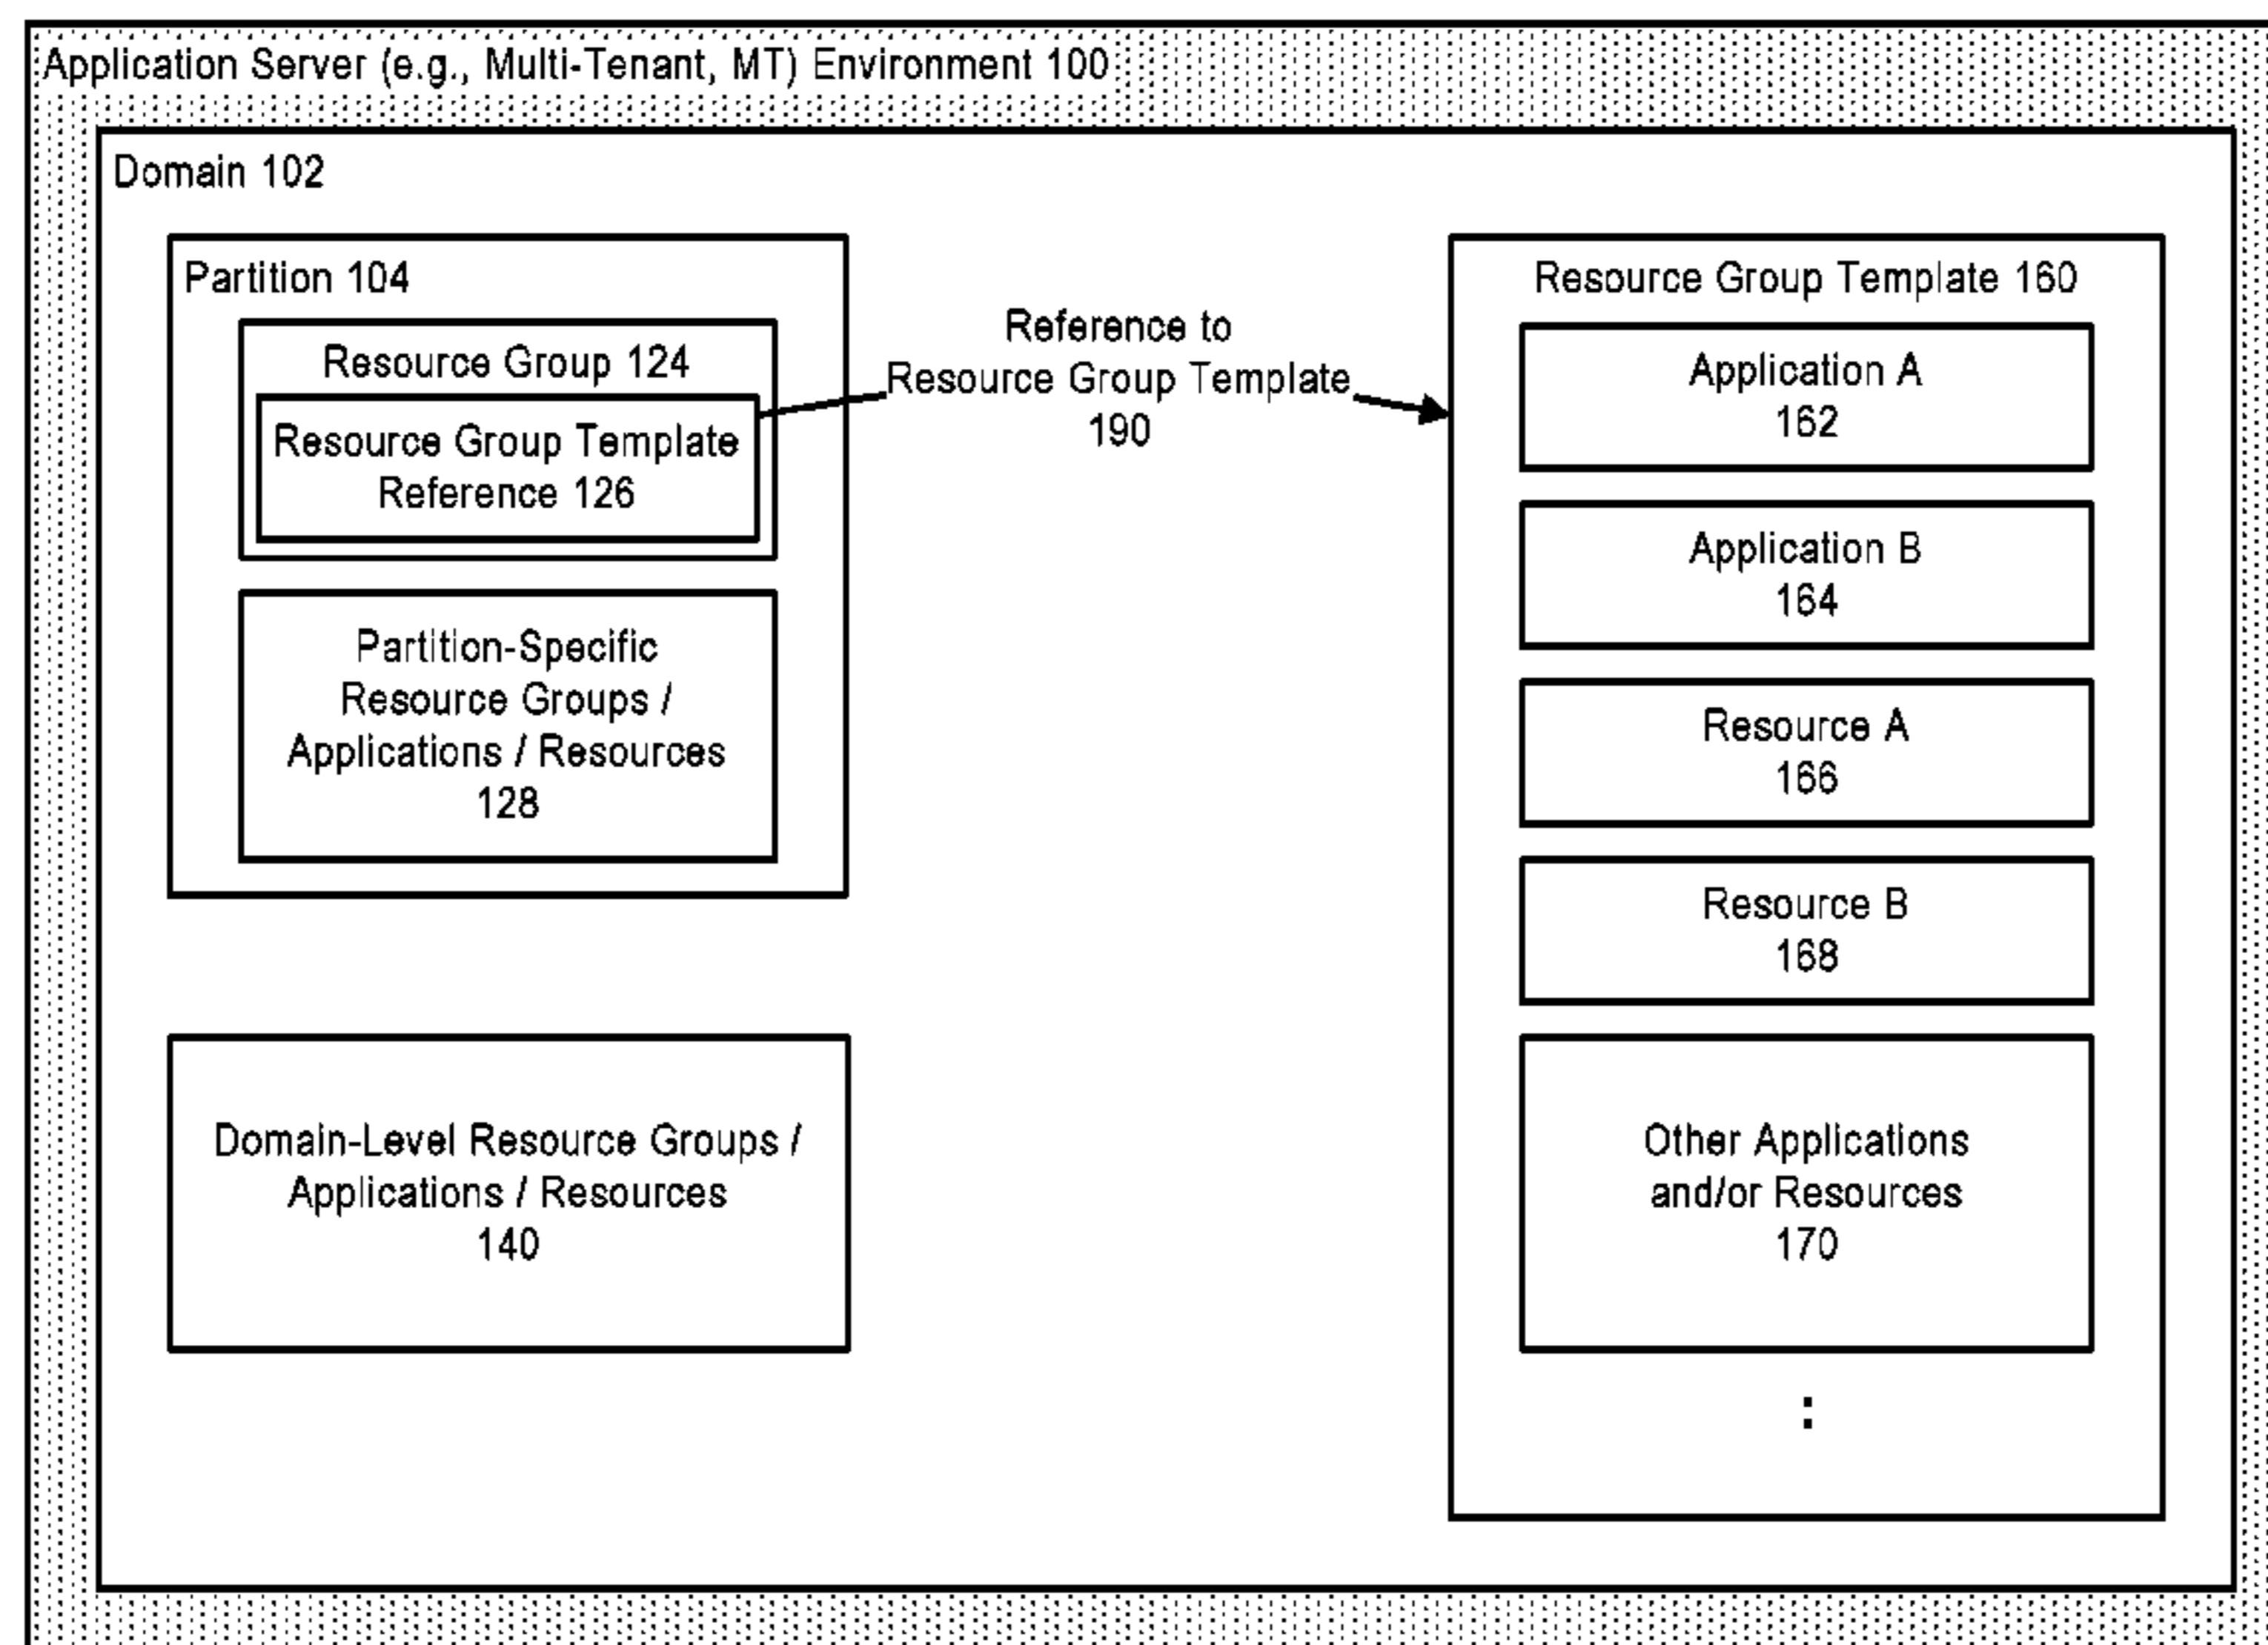 Application Server (e.g., Multi-Tenant, MT) Environment 100
Domain 102
Partition 104
Resource Group 124
Resource Group Template
Reference 126
Partition-Specific
Resource Groups /
Applications / Resources
128
Domain-Level Resource Groups /
Applications / Resources
140
Reference to
Resource Group Template
190
Resource Group Template 160
Application A
162
Application B
164
Resource A
166
Resource B
168
Other Applications
and/or Resources
170
: